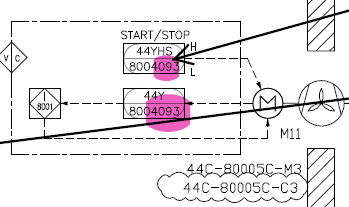 START/STOP
44YHS
8004093
H
L
V C
44Y
8004093
8001
M
M11
44C-80005C-M3
44C-80005C-C3